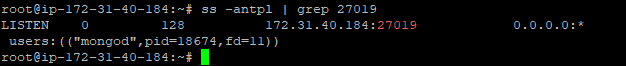 root@ip-172-31-40-184:~# ss -antpl | grep 27019
LISTEN     0          128                 172.31.40.184:27019                0.0.0.0:*
 users:(("mongod",pid=18674,fd=11))
root@ip-172-31-40-184:~#